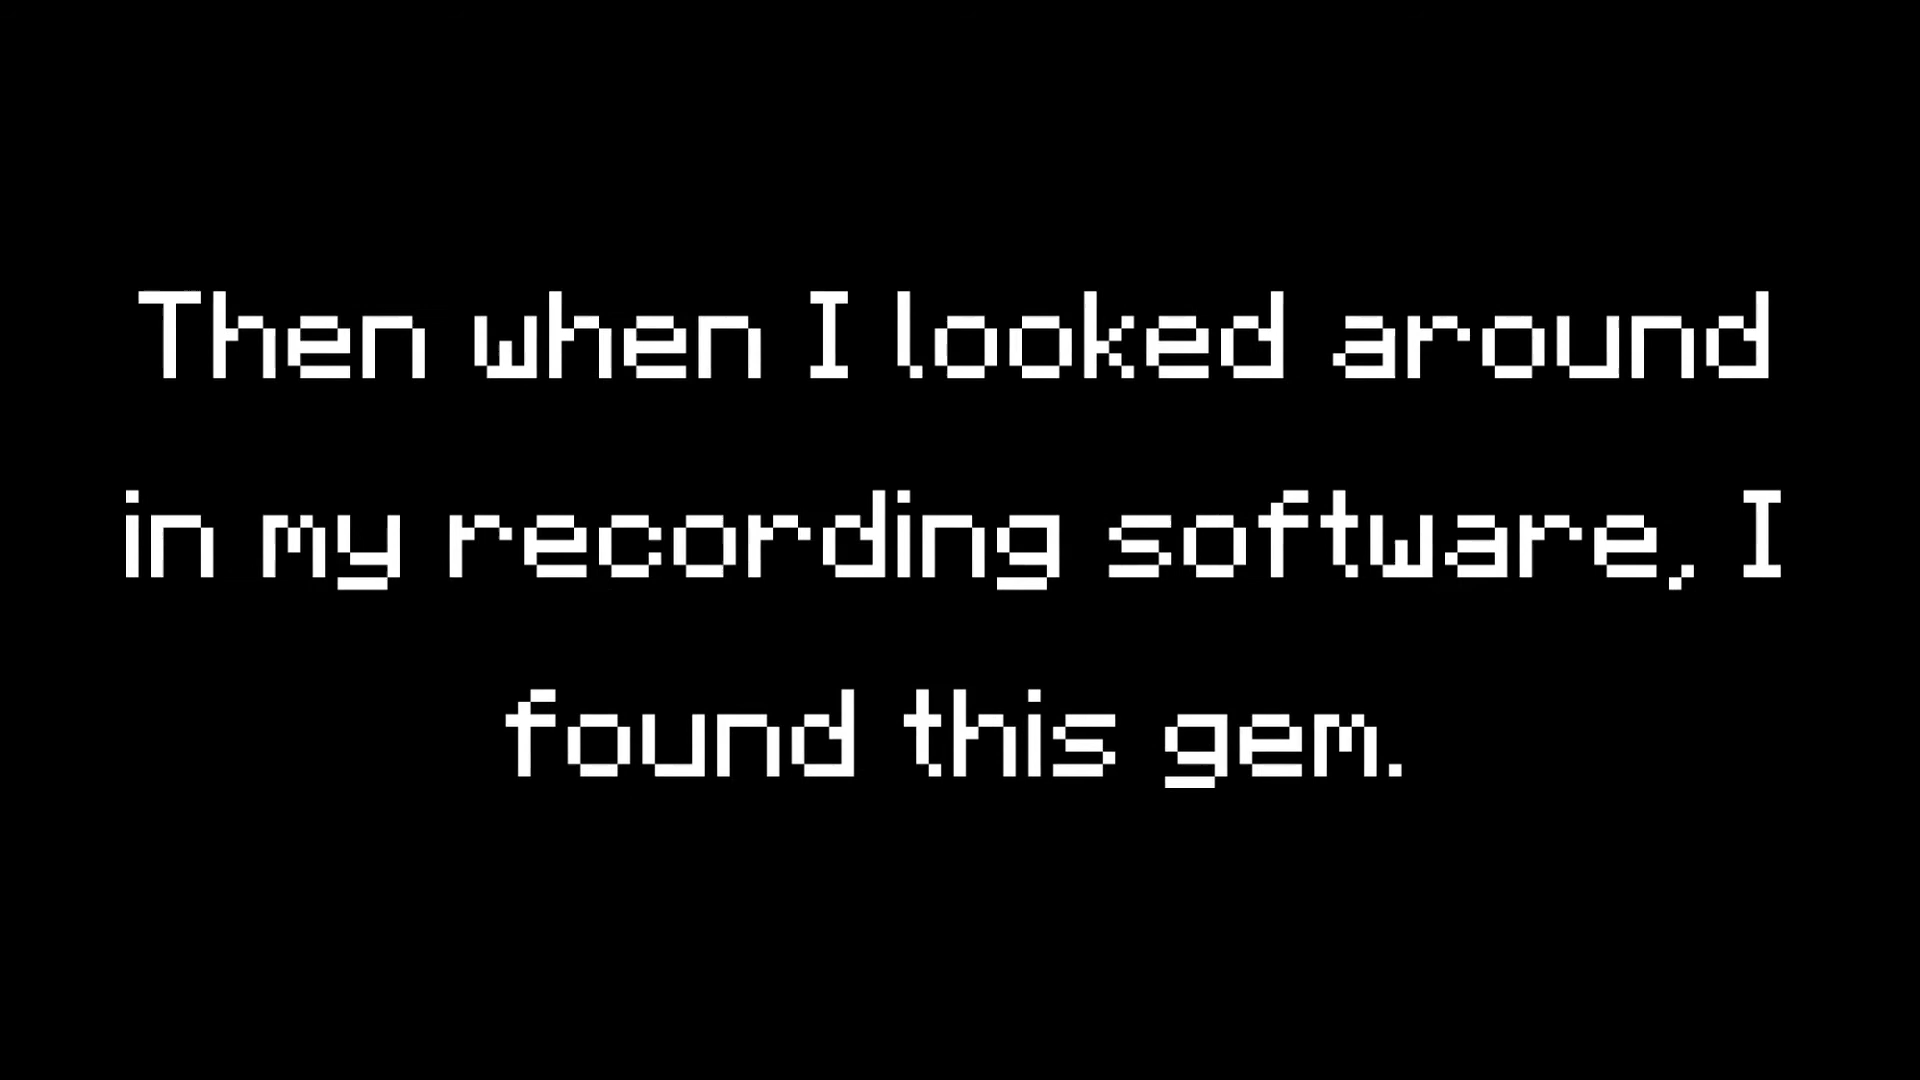 Then when I looked around
in my recording software, I
found this gem.